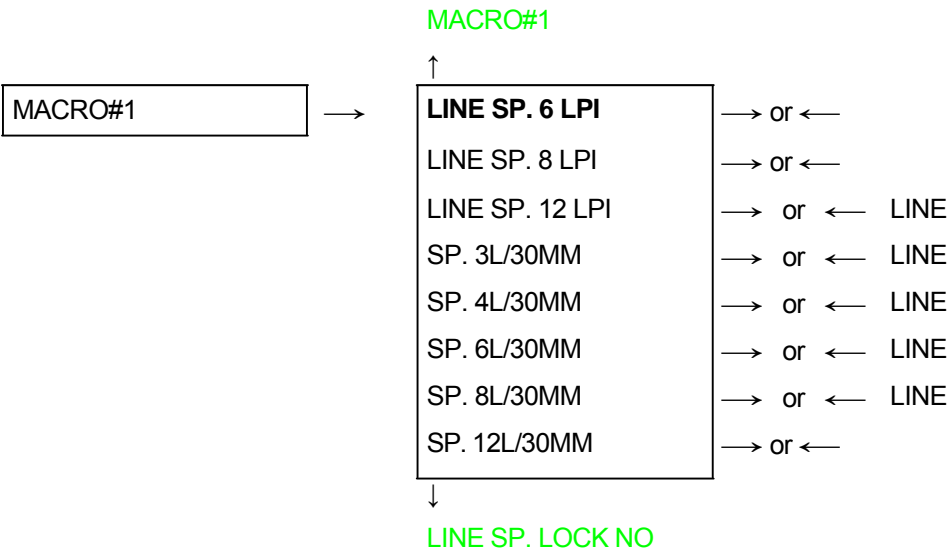 MACRO#1
↑
MACRO#1 → LINE SP. 6 LPI → or ←
LINE SP. 8 LPI → or ←
LINE SP. 12 LPI → or ← LINE
SP. 3L/30MM → or ← LINE
SP. 4L/30MM → or ← LINE
SP. 6L/30MM → or ← LINE
SP. 8L/30MM → or ← LINE
SP. 12L/30MM → or ←
↓
LINE SP. LOCK NO